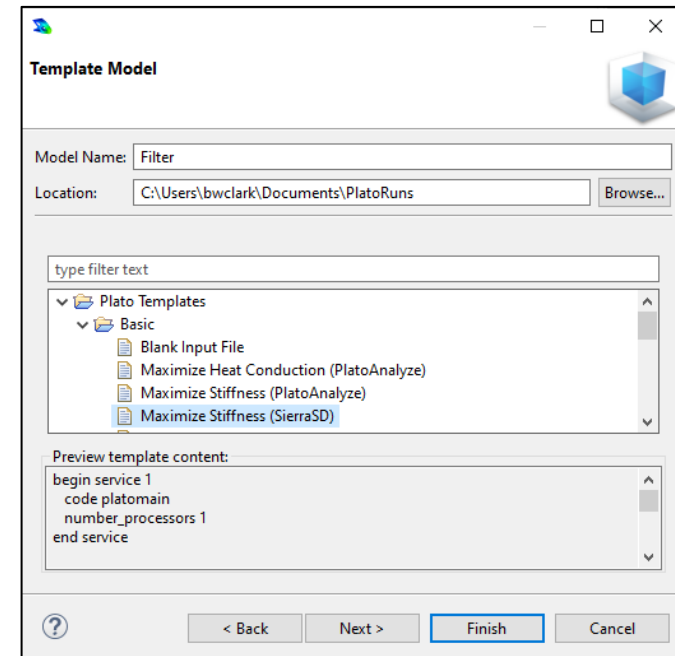 Template Model
Model Name: Filter
Location: C:\Users\bwclark\Documents\PlatoRuns Browse...
type filter text
Plato Templates
Basic
Blank Input File
Maximize Heat Conduction (PlatoAnalyze)
Maximize Stiffness (PlatoAnalyze)
Maximize Stiffness (SierraSD)
Preview template content:
begin service 1
code platomain
number_processors 1
end service
? < Back Next > Finish Cancel